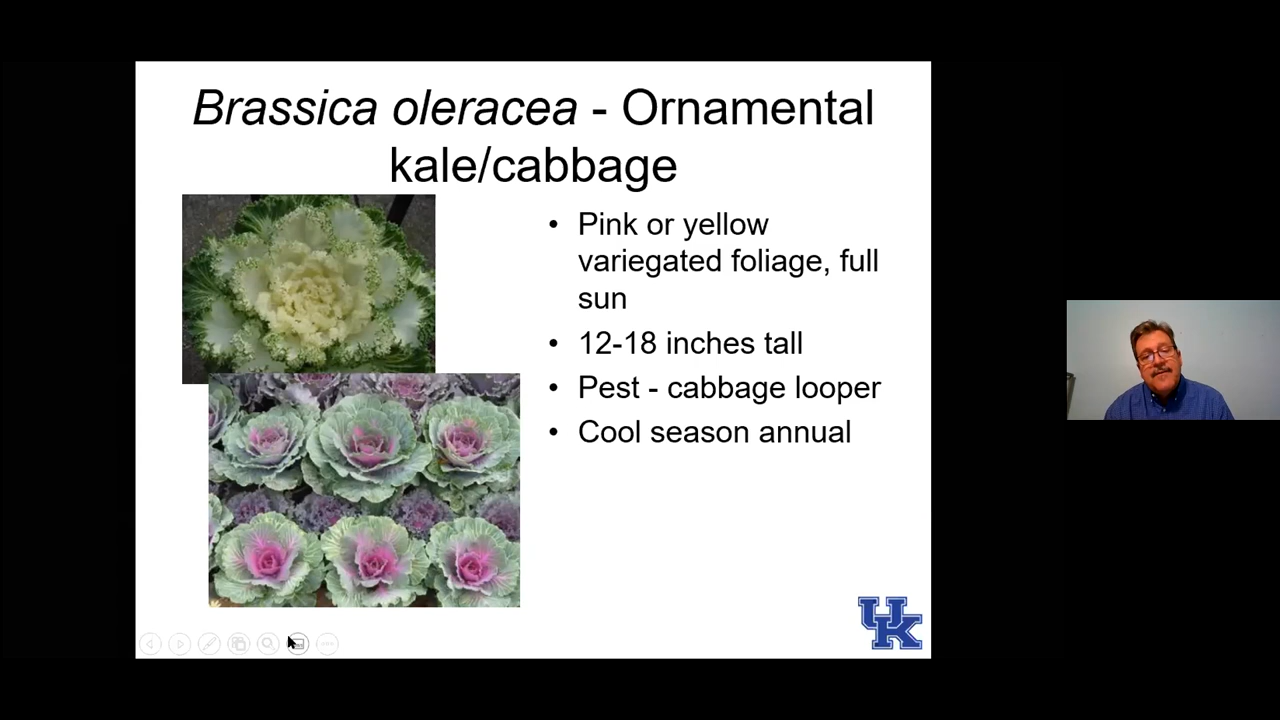 Brassica oleracea - Ornamental
kale/cabbage
• Pink or yellow
variegated foliage, full
sun
• 12-18 inches tall
• Pest - cabbage looper
• Cool season annual
UK